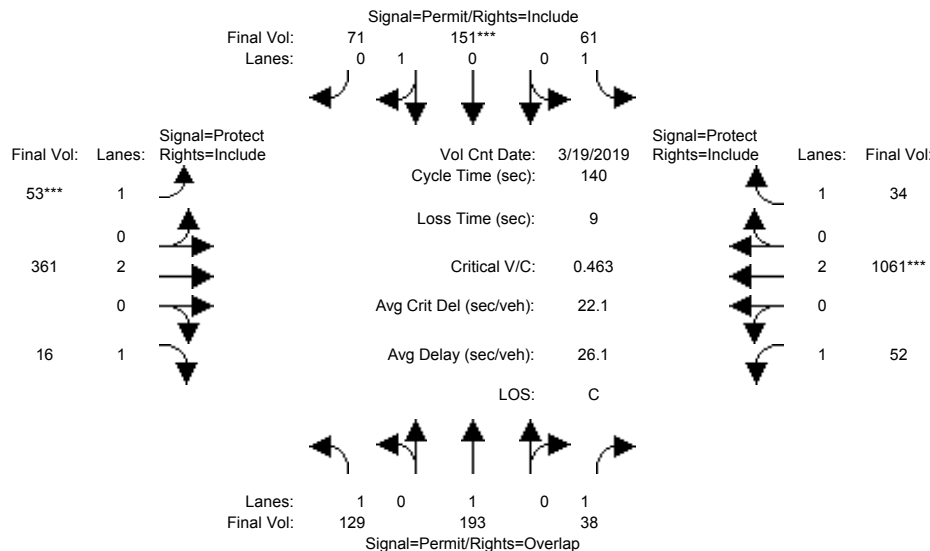 Signal=Permit/Rights=Include
Final Vol: 71 151*** 61
Lanes: 0 1 0 0 1
Signal=Protect
Final Vol: Lanes: Rights=Include
Vol Cnt Date: 3/19/2019
Signal=Protect
Rights=Include Lanes: Final Vol:
Cycle Time (sec): 140
53*** 1
1 34
Loss Time (sec): 9
0
0
361 2
Critical V/C: 0.463
2 1061***
0
Avg Crit Del (sec/veh): 22.1
0
16 1
Avg Delay (sec/veh): 26.1
1 52
LOS: C
Lanes: 1 0 1 0 1
Final Vol: 129 193 38
Signal=Permit/Rights=Overlap